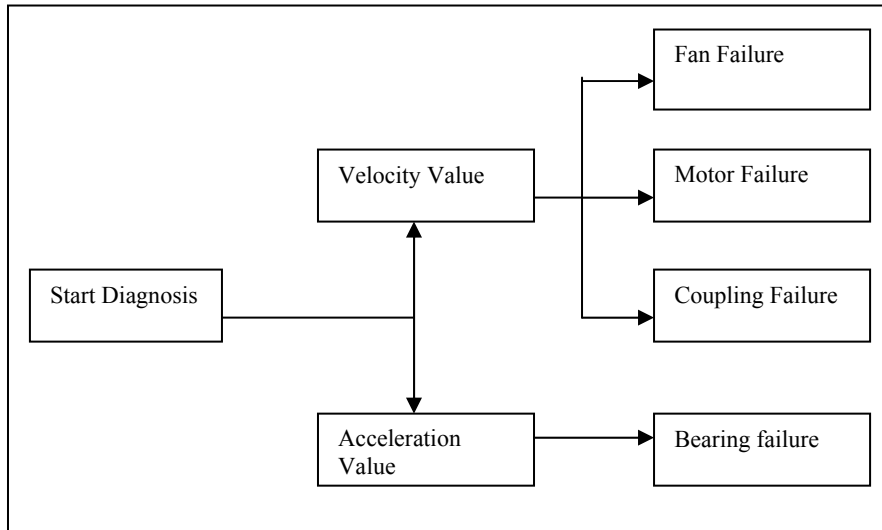 Fan Failure
Velocity Value
Motor Failure
Start Diagnosis
Coupling Failure
Acceleration
Value
Bearing failure